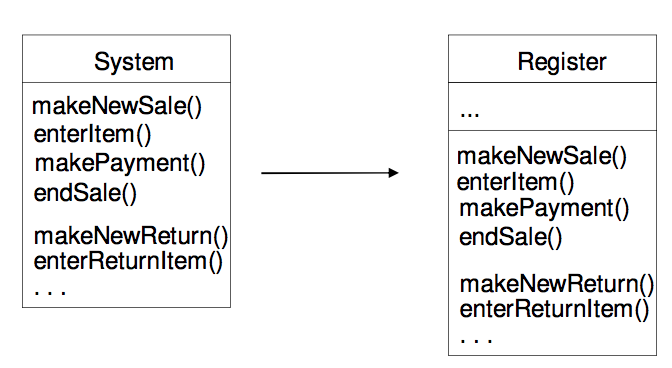 System
makeNewSale()
enterItem()
makePayment()
endSale()
makeNewReturn()
enterReturnItem()
. . .
Register
...
makeNewSale()
enterItem()
makePayment()
endSale()
makeNewReturn()
enterReturnItem()
. . .